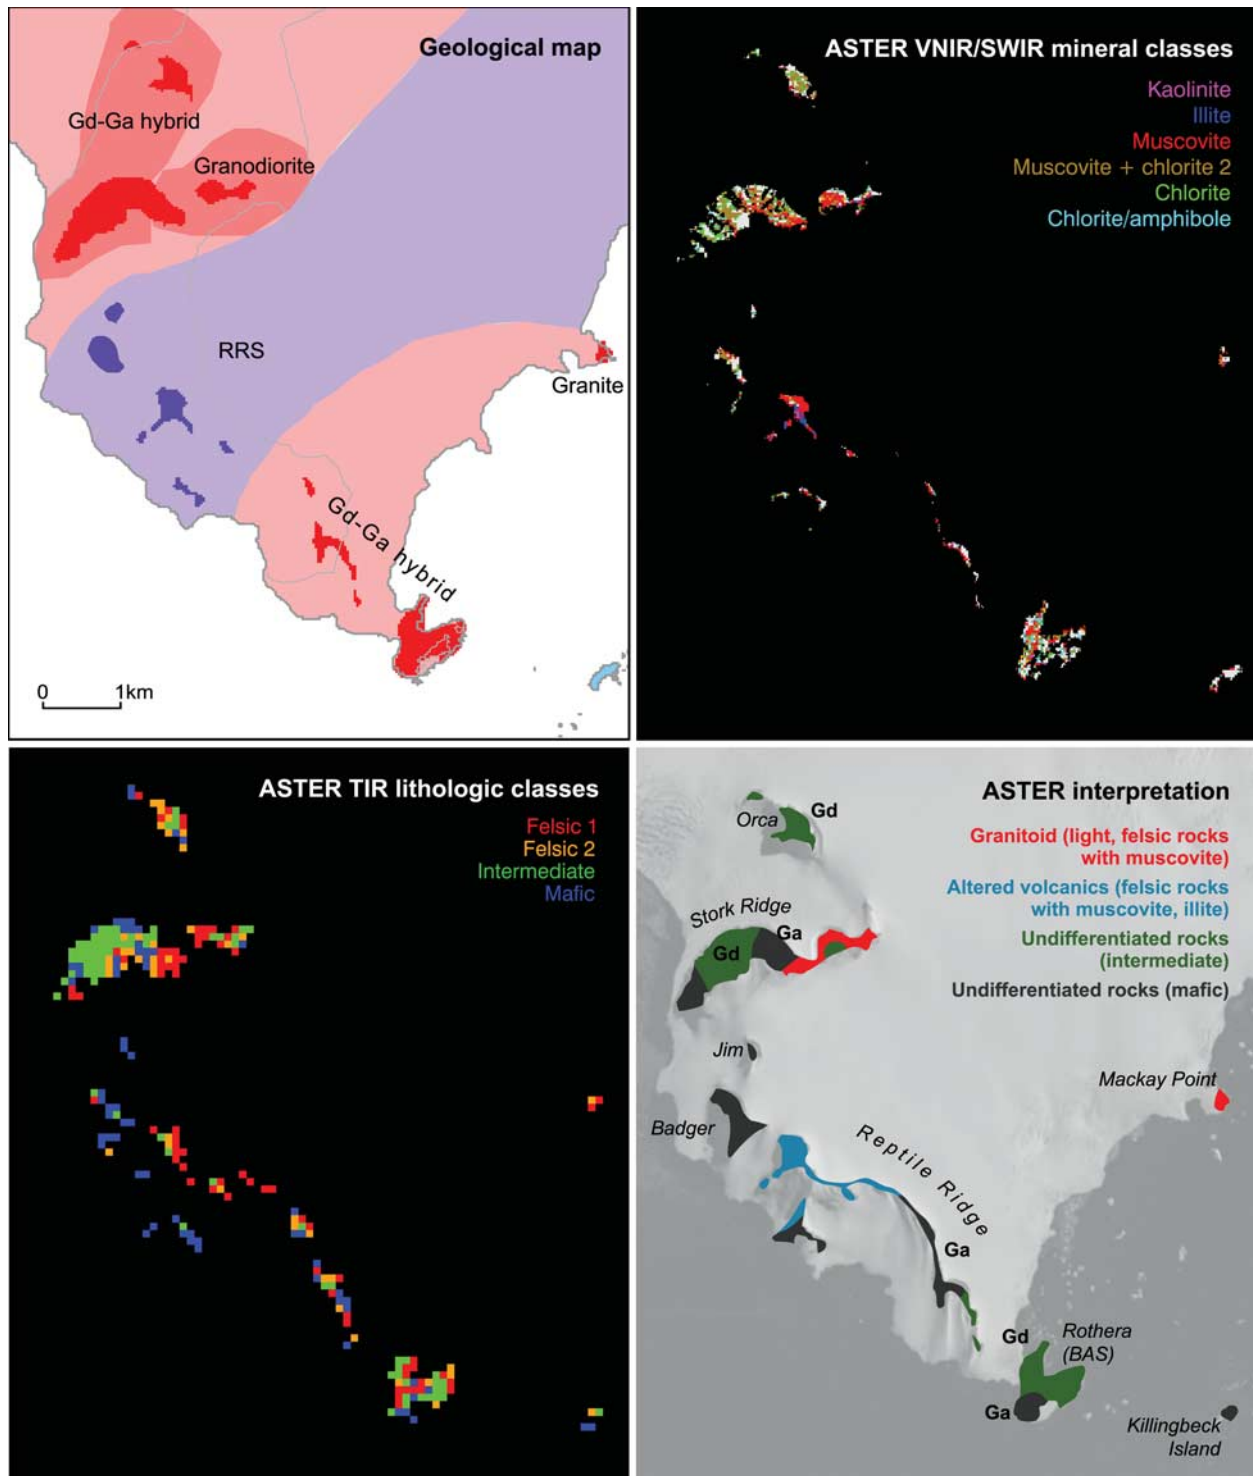 Geological map
Gd-Ga hybrid
Granodiorite
RRS
Granite
Gd-Ga hybrid
0 1km
ASTER VNIR/SWIR mineral classes
Kaolinite
Illite
Muscovite
Muscovite + chlorite 2
Chlorite
Chlorite/amphibole
ASTER TIR lithologic classes
Felsic 1
Felsic 2
Intermediate
Mafic
ASTER interpretation
Granitoid (light, felsic rocks
with muscovite)
Altered volcanics (felsic rocks
with muscovite, illite)
Undifferentiated rocks
(intermediate)
Undifferentiated rocks (mafic)
Orca
Gd
Stork Ridge
Ga
Gd
Jim
Mackay Point
Badger
Reptile Ridge
Ga
Gd
Rothera
(BAS)
Ga
Killingbeck
Island